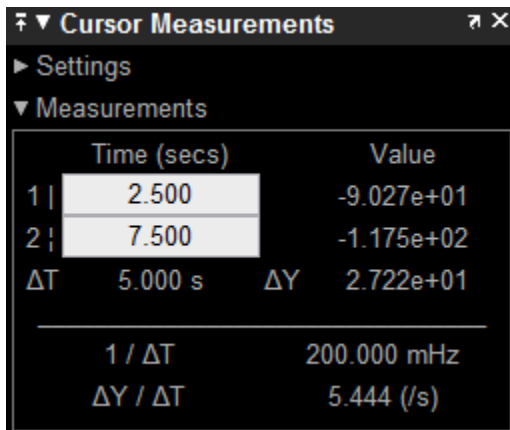 Cursor Measurements
Settings
Measurements
Time (secs) Value
1 | 2.500 -9.027e+01
2 ¦ 7.500 -1.175e+02
ΔT 5.000 s ΔY 2.722e+01
1 / ΔT 200.000 mHz
ΔY / ΔT 5.444 (/s)